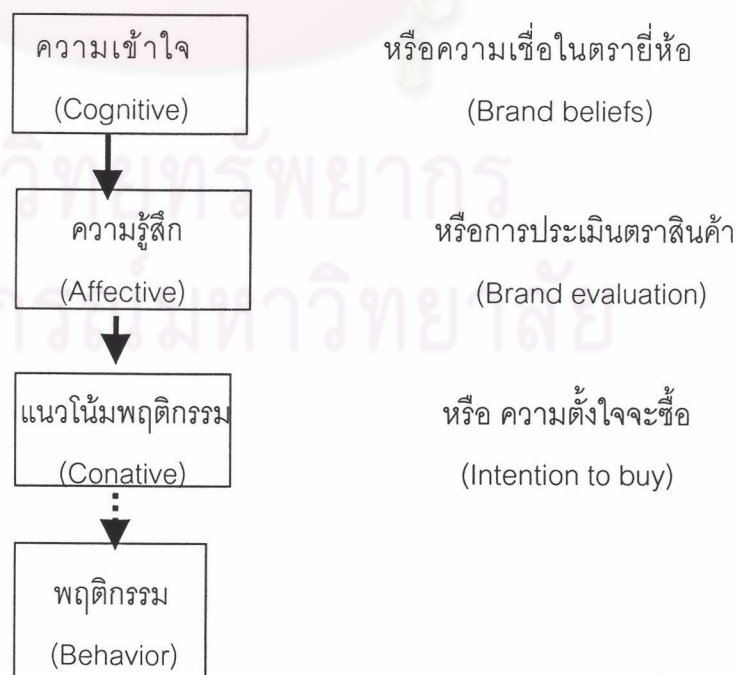 ความเข้าใจ หรือความเชื่อในตรายี่ห้อ
(Cognitive) (Brand beliefs)
ความรู้สึก หรือการประเมินตราสินค้า
(Affective) (Brand evaluation)
แนวโน้มพฤติกรรม หรือ ความตั้งใจจะซื้อ
(Conative) (Intention to buy)
พฤติกรรม
(Behavior)